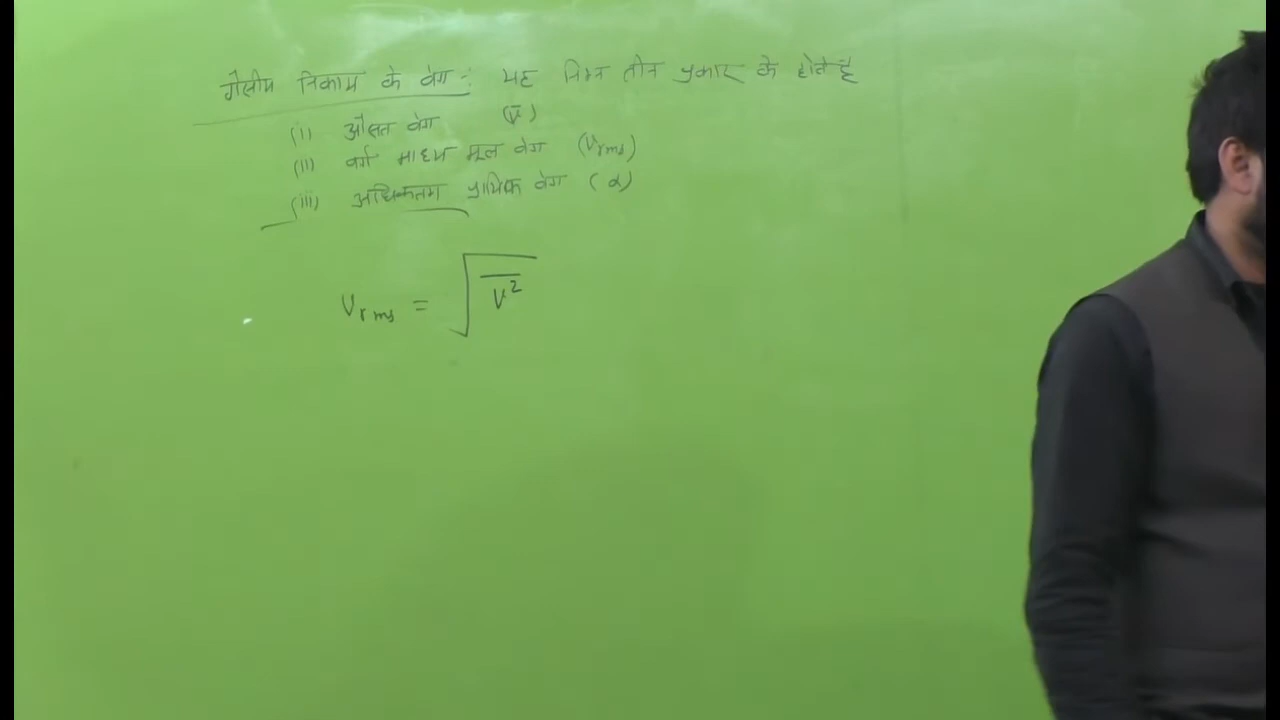 गैसीय निकाय के वेग : यह निम्न तीन प्रकार के होते है
(i) औसत वेग (v̅)
(ii) वर्ग माध्य मूल वेग (Vrms)
(iii) अधिकतम प्रायिक वेग (α)
Vrms = √V̅²